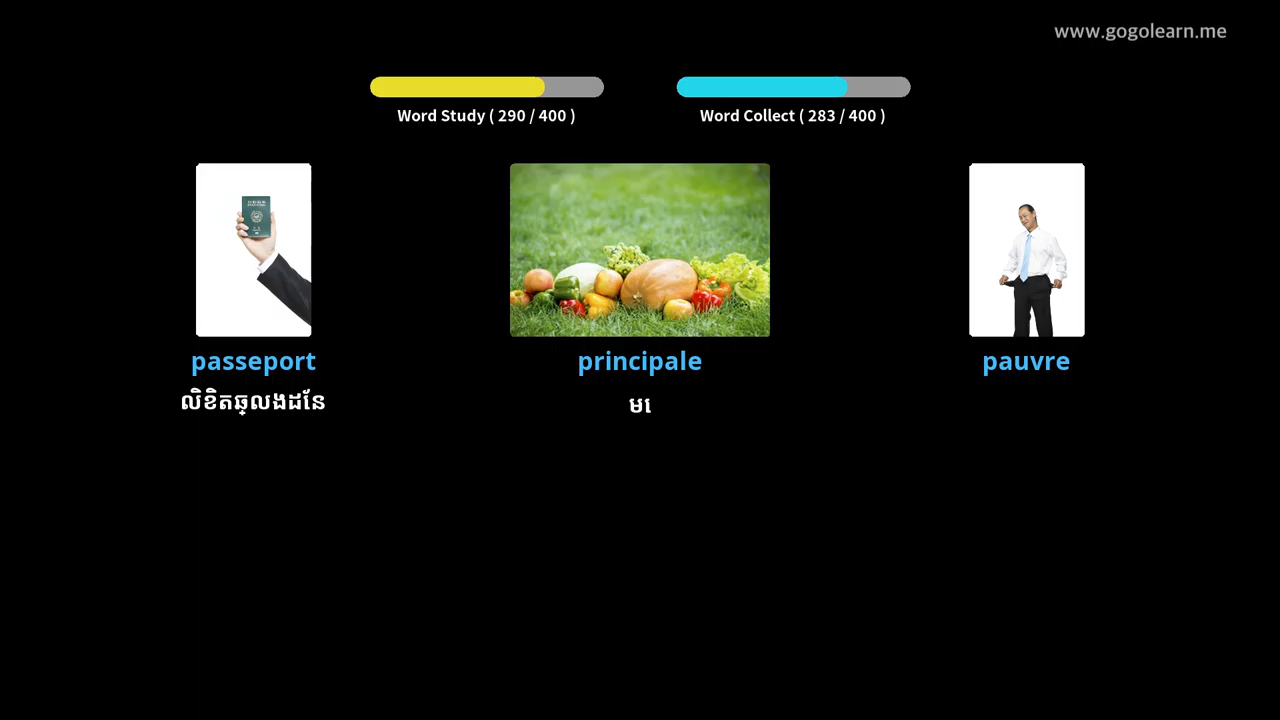 www.gogolearn.me
Word Study ( 290 / 400 )
Word Collect ( 283 / 400 )
passeport
principale
pauvre
លិខិតឆ្លងដែន
មេ